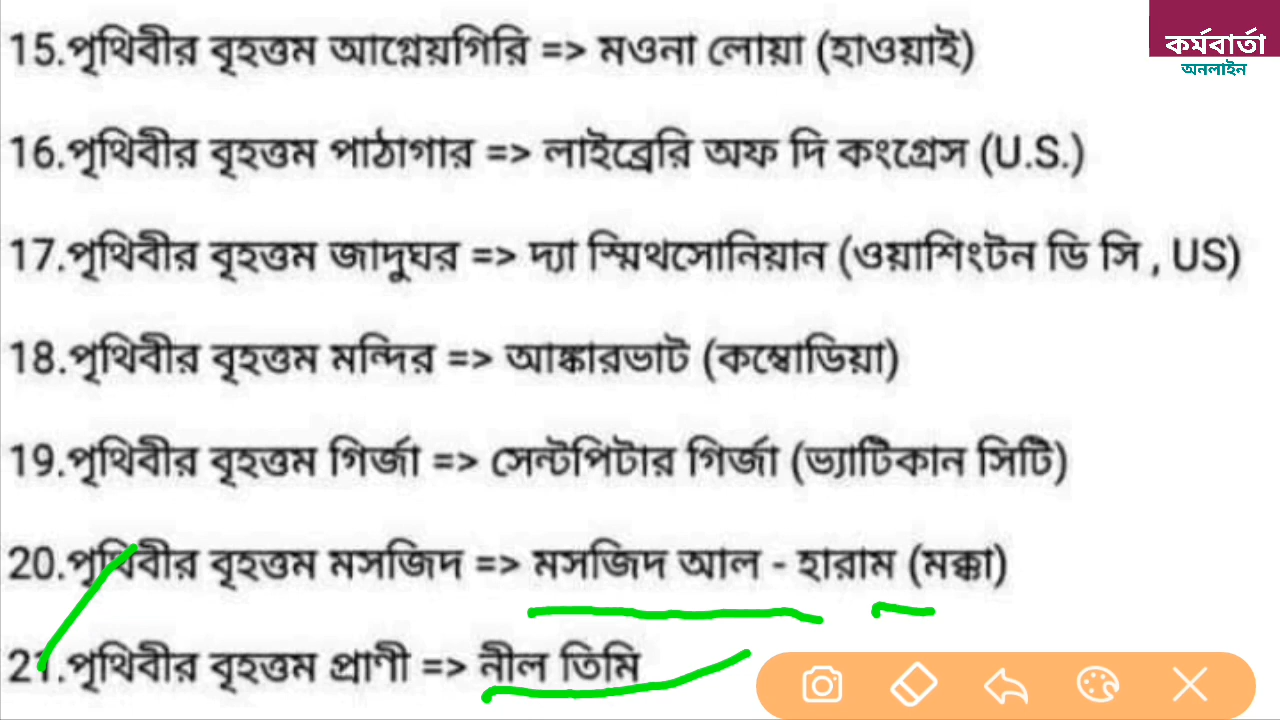 15.পৃথিবীর বৃহত্তম আগ্নেয়গিরি => মওনা লোয়া (হাওয়াই)
কর্মবার্তা
অনলাইন
16.পৃথিবীর বৃহত্তম পাঠাগার => লাইব্রেরি অফ দি কংগ্রেস (U.S.)
17.পৃথিবীর বৃহত্তম জাদুঘর => দ্যা স্মিথসোনিয়ান (ওয়াশিংটন ডি সি , US)
18.পৃথিবীর বৃহত্তম মন্দির => আঙ্কারভাট (কম্বোডিয়া)
19.পৃথিবীর বৃহত্তম গির্জা => সেন্টপিটার গির্জা (ভ্যাটিকান সিটি)
20.পৃথিবীর বৃহত্তম মসজিদ => মসজিদ আল - হারাম (মক্কা)
21.পৃথিবীর বৃহত্তম প্রাণী => নীল তিমি